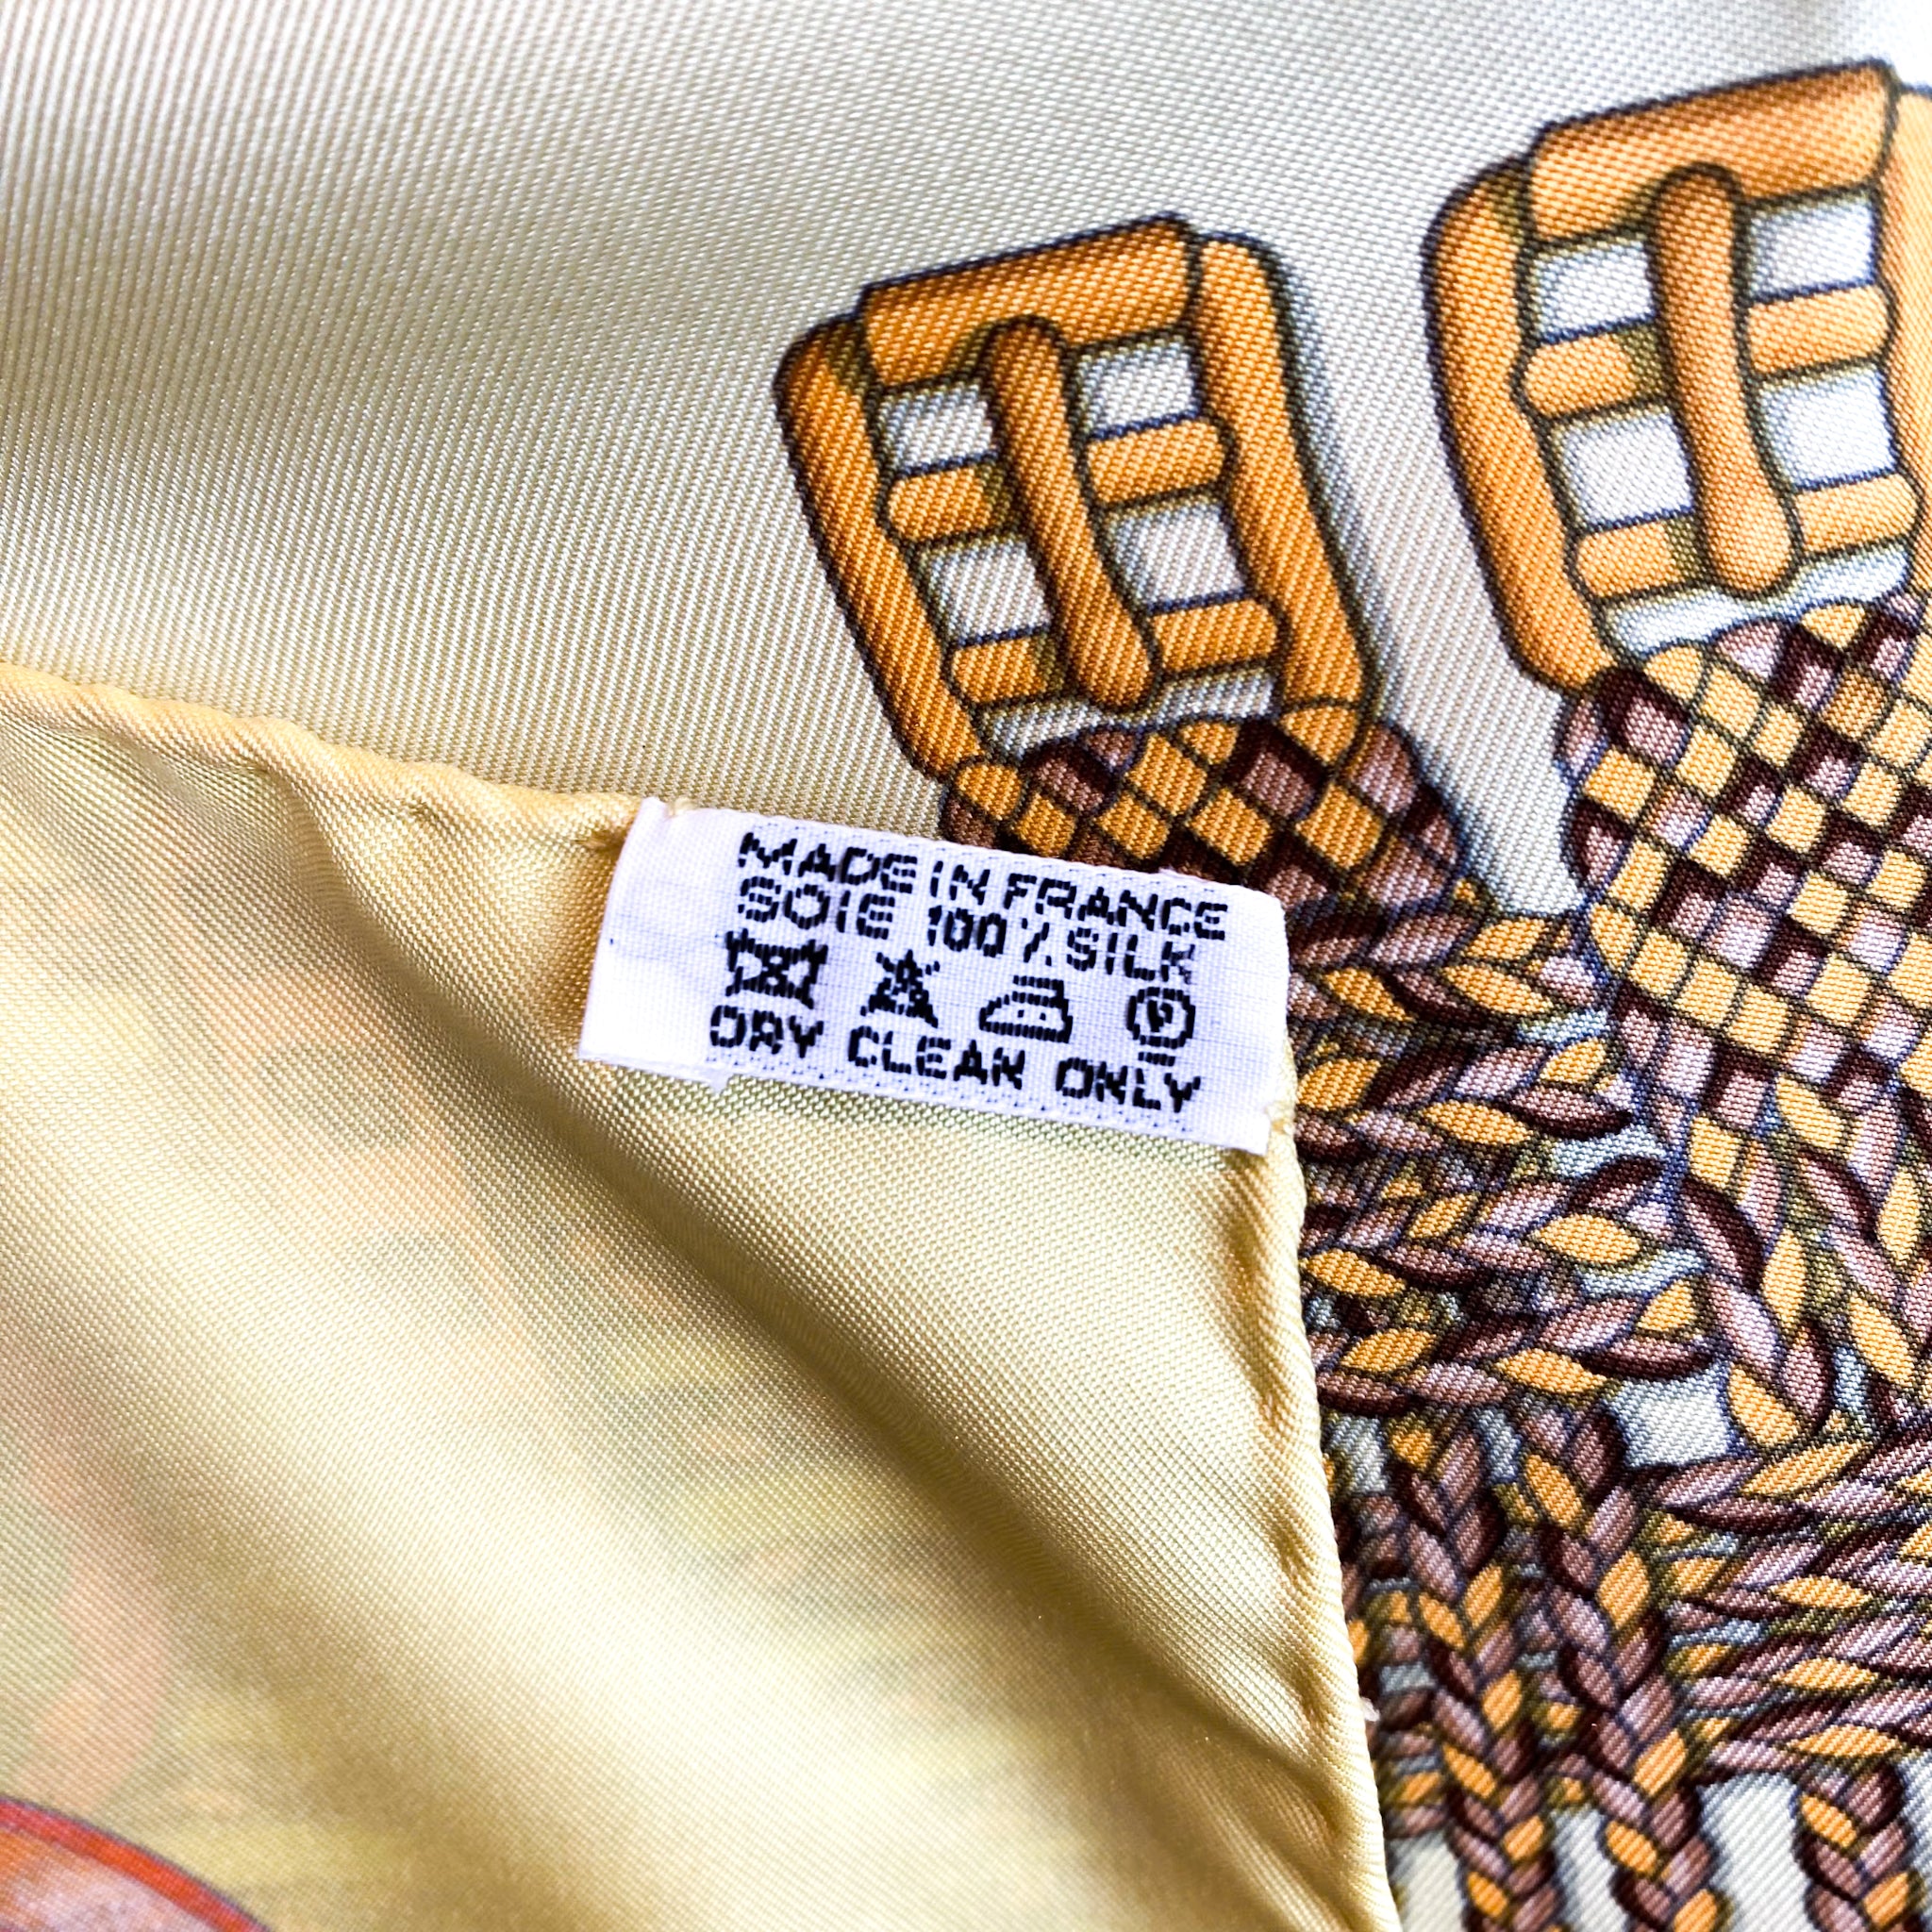 MADE IN FRANCE
SOIE 100% SILK
P
DRY CLEAN ONLY